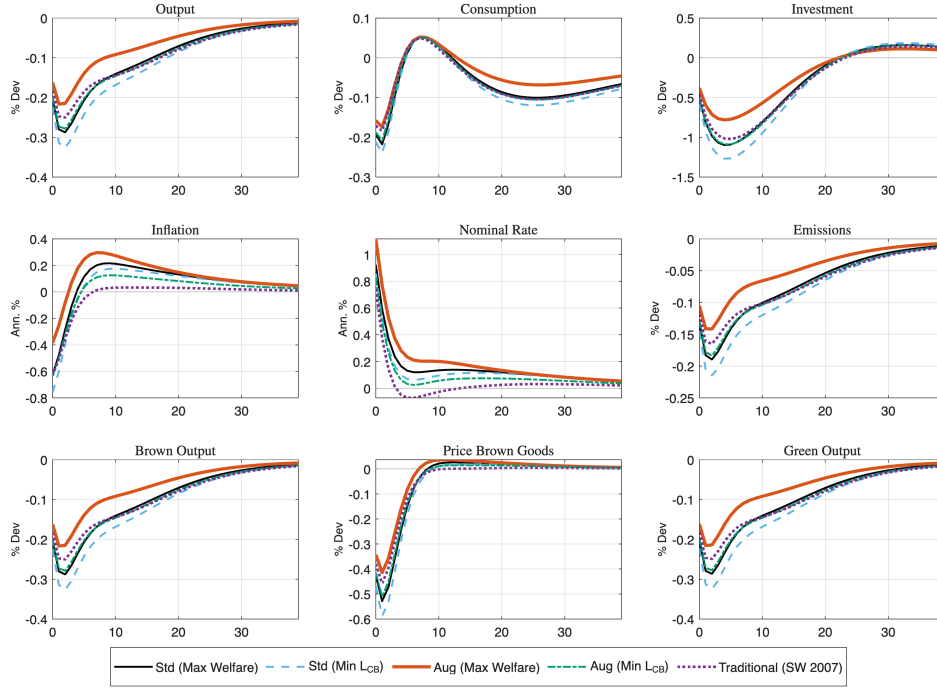 Output
Consumption
Investment
0
-0.1
-0.2
-0.3
-0.4
% Dev
0 10 20 30
0.1
0
-0.1
-0.2
-0.3
% Dev
0 10 20 30
0.5
0
-0.5
-1
-1.5
% Dev
0 10 20 30
Inflation
Nominal Rate
Emissions
0.4
0.2
0
-0.2
-0.4
-0.6
-0.8
Ann. %
0 10 20 30
1
0.8
0.6
0.4
0.2
0
Ann. %
0 10 20 30
0
-0.05
-0.1
-0.15
-0.2
-0.25
% Dev
0 10 20 30
Brown Output
Price Brown Goods
Green Output
0
-0.1
-0.2
-0.3
-0.4
% Dev
0 10 20 30
0
-0.1
-0.2
-0.3
-0.4
-0.5
-0.6
% Dev
0 10 20 30
0
-0.1
-0.2
-0.3
-0.4
% Dev
0 10 20 30
Std (Max Welfare) Std (Min L_CB) Aug (Max Welfare) Aug (Min L_CB) Traditional (SW 2007)